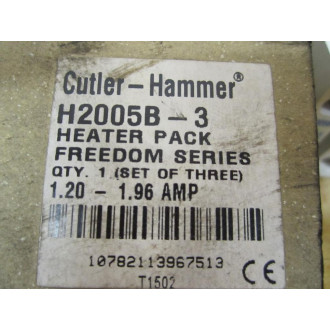 Cutler-Hammer®
H2005B-3
HEATER PACK
FREEDOM SERIES
QTY. 1 (SET OF THREE)
1.20 - 1.96 AMP
10782113967513
CE
T1502